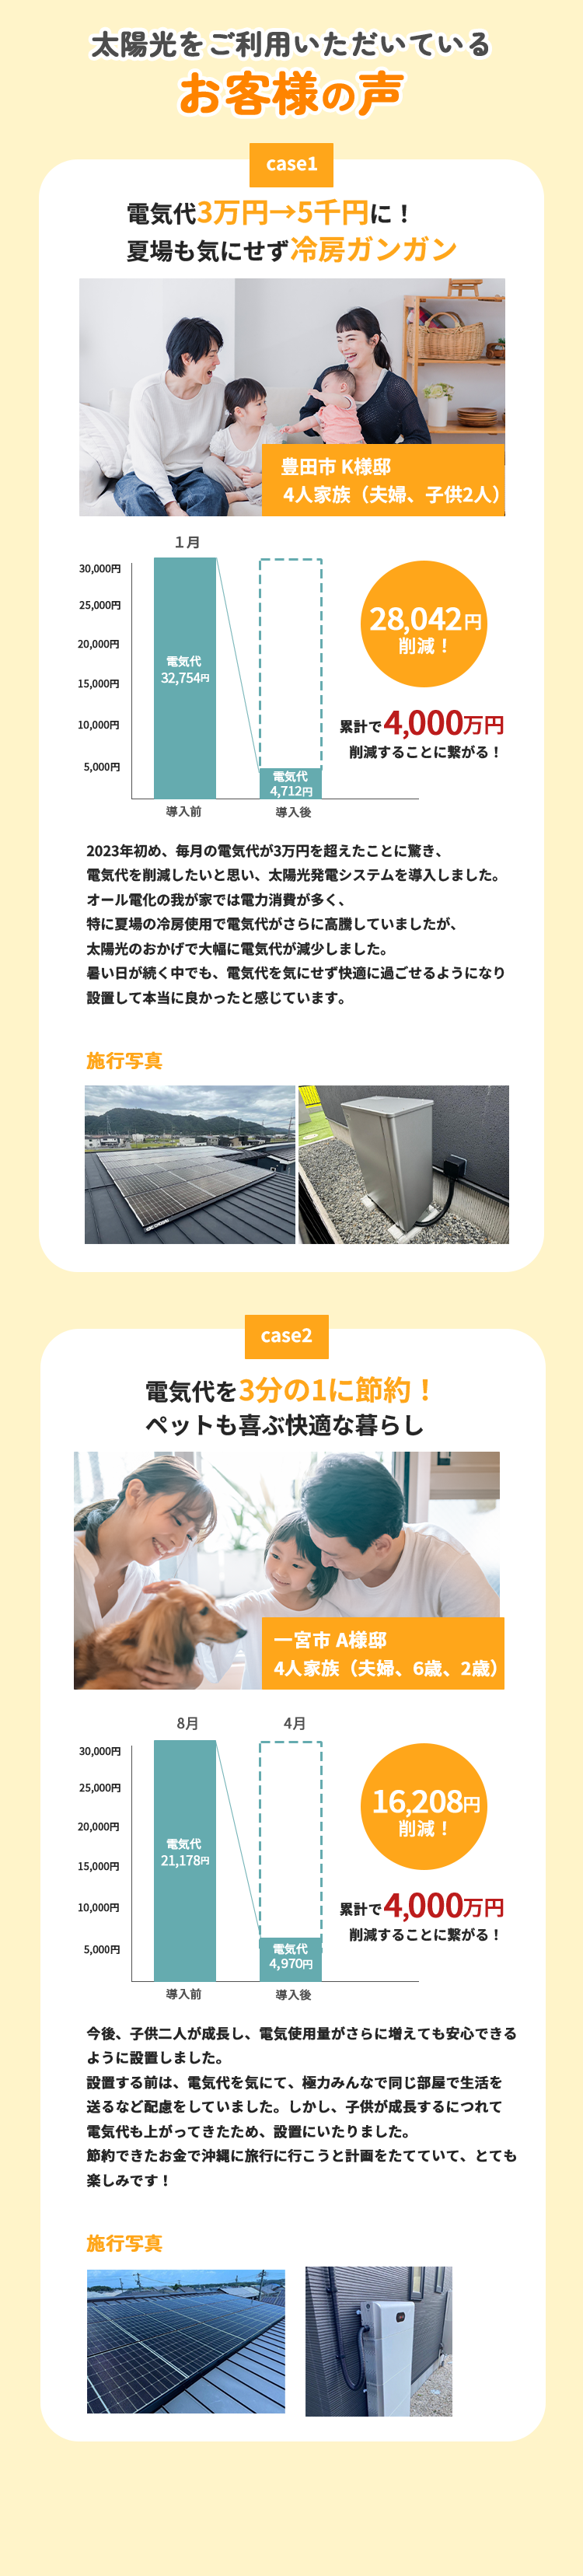 太陽光をご利用いただいている
お客様の声
case1
電気代3万円→5千円に！
夏場も気にせず冷房ガンガン
豊田市 K様邸
4人家族（夫婦、子供2人）
1月
30,000円
25,000円
20,000円
15,000円
10,000円
5,000円
電気代
32,754円
電気代
4,712円
導入前
導入後
28,042円
削減！
累計で4,000万円
削減することに繋がる！
2023年初め、毎月の電気代が3万円を超えたことに驚き、
電気代を削減したいと思い、太陽光発電システムを導入しました。
オール電化の我が家では電力消費が多く、
特に夏場の冷房使用で電気代がさらに高騰していましたが、
太陽光のおかげで大幅に電気代が減少しました。
暑い日が続く中でも、電気代を気にせず快適に過ごせるようになり
設置して本当に良かったと感じています。
施行写真
case2
電気代を3分の1に節約！
ペットも喜ぶ快適な暮らし
一宮市 A様邸
4人家族（夫婦、6歳、2歳）
8月
4月
30,000円
25,000円
20,000円
15,000円
10,000円
5,000円
電気代
21,178円
電気代
4,970円
導入前
導入後
16,208円
削減！
累計で4,000万円
削減することに繋がる！
今後、子供二人が成長し、電気使用量がさらに増えても安心できる
ように設置しました。
設置する前は、電気代を気にて、極力みんなで同じ部屋で生活を
送るなど配慮をしていました。しかし、子供が成長するにつれて
電気代も上がってきたため、設置にいたりました。
節約できたお金で沖縄に旅行に行こうと計画をたてていて、とても
楽しみです！
施行写真